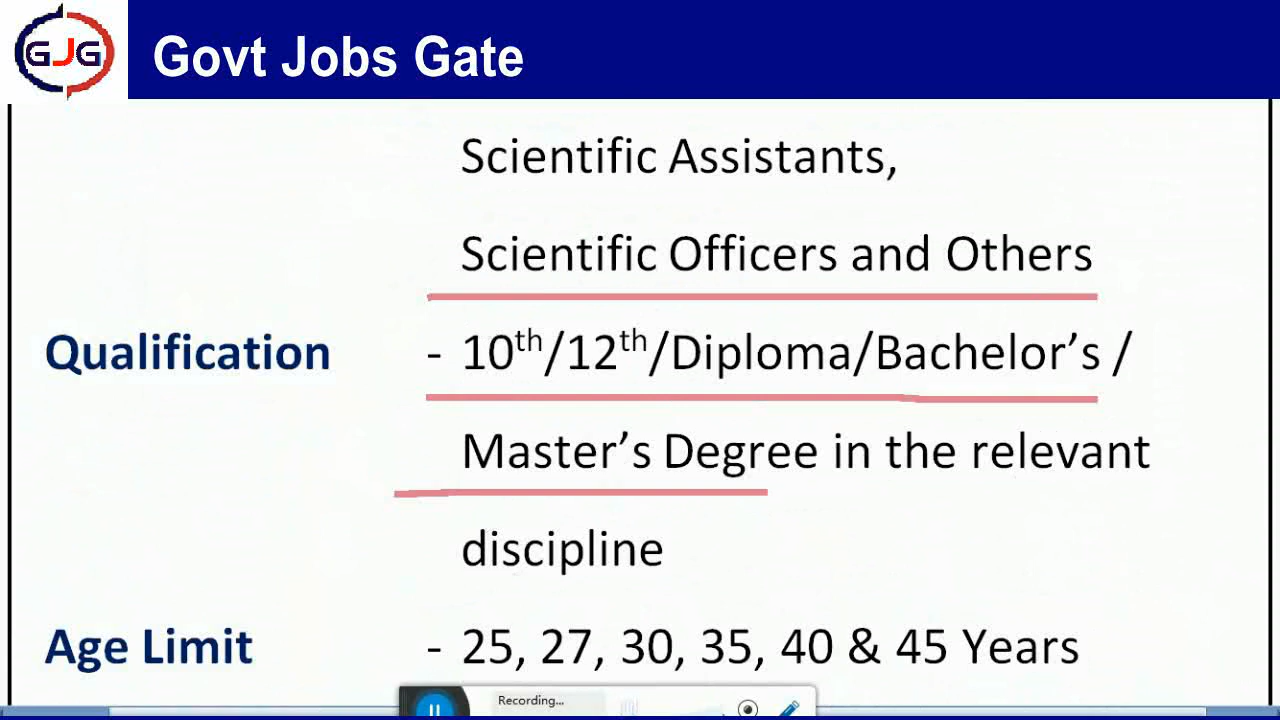 GJG
Govt Jobs Gate
Scientific Assistants,
Scientific Officers and Others
Qualification - 10th/12th/Diploma/Bachelor's /
Master's Degree in the relevant
discipline
Age Limit - 25, 27, 30, 35, 40 & 45 Years
Recording...